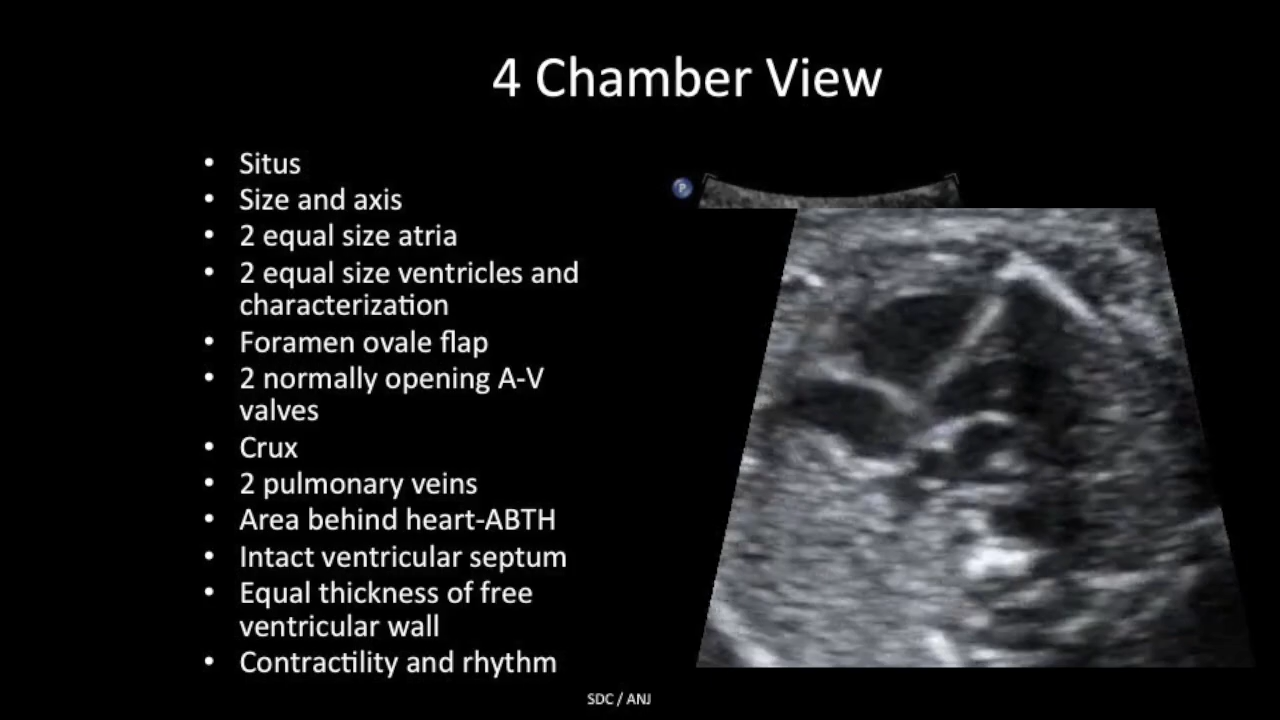 4 Chamber View
• Situs
• Size and axis
• 2 equal size atria
• 2 equal size ventricles and
characterization
• Foramen ovale flap
• 2 normally opening A-V
valves
• Crux
• 2 pulmonary veins
• Area behind heart-ABTH
• Intact ventricular septum
• Equal thickness of free
ventricular wall
• Contractility and rhythm
P
SDC / ANJ